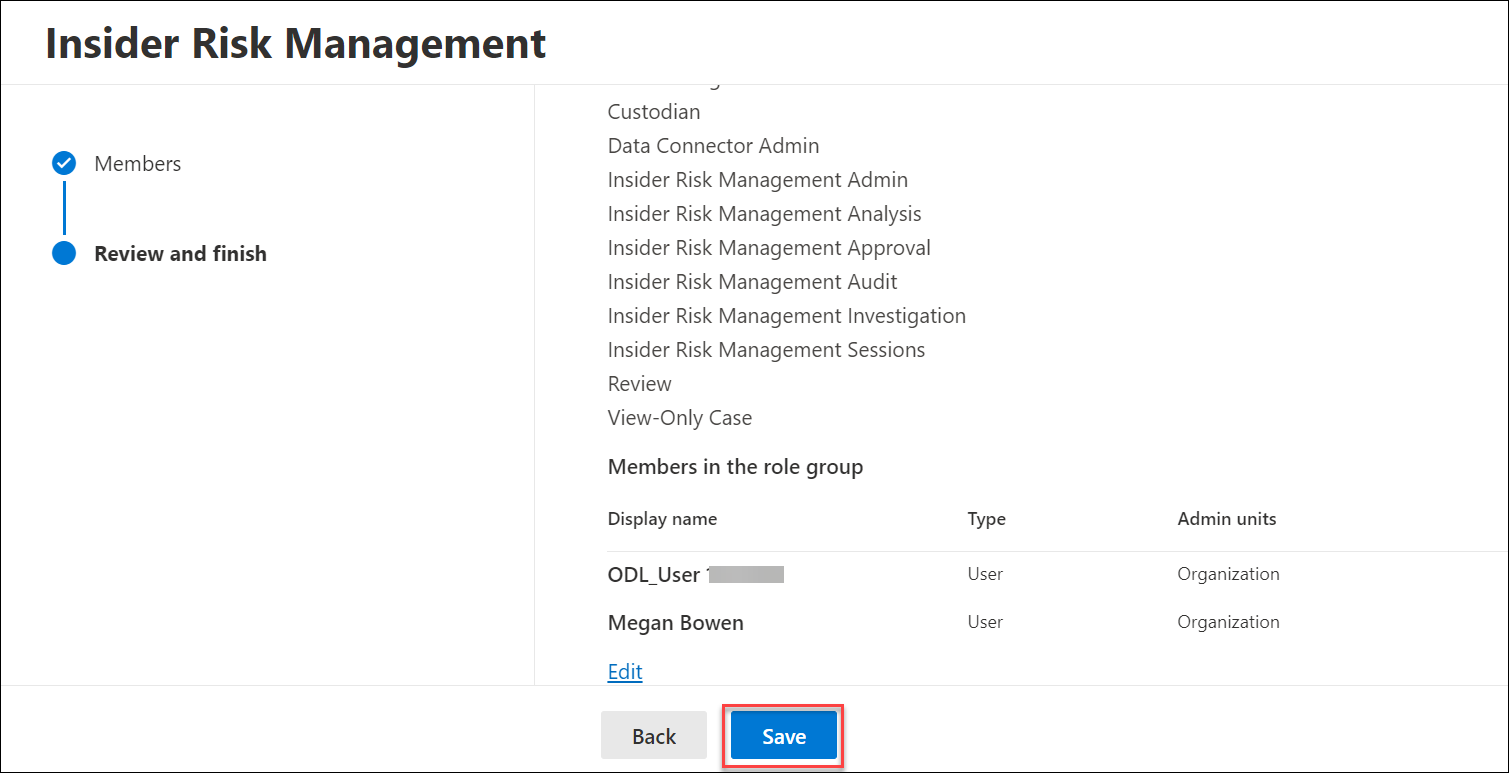 Insider Risk Management
Members
Review and finish
Custodian
Data Connector Admin
Insider Risk Management Admin
Insider Risk Management Analysis
Insider Risk Management Approval
Insider Risk Management Audit
Insider Risk Management Investigation
Insider Risk Management Sessions
Review
View-Only Case
Members in the role group
Display name Type Admin units
ODL_User User Organization
Megan Bowen User Organization
Edit
Back Save